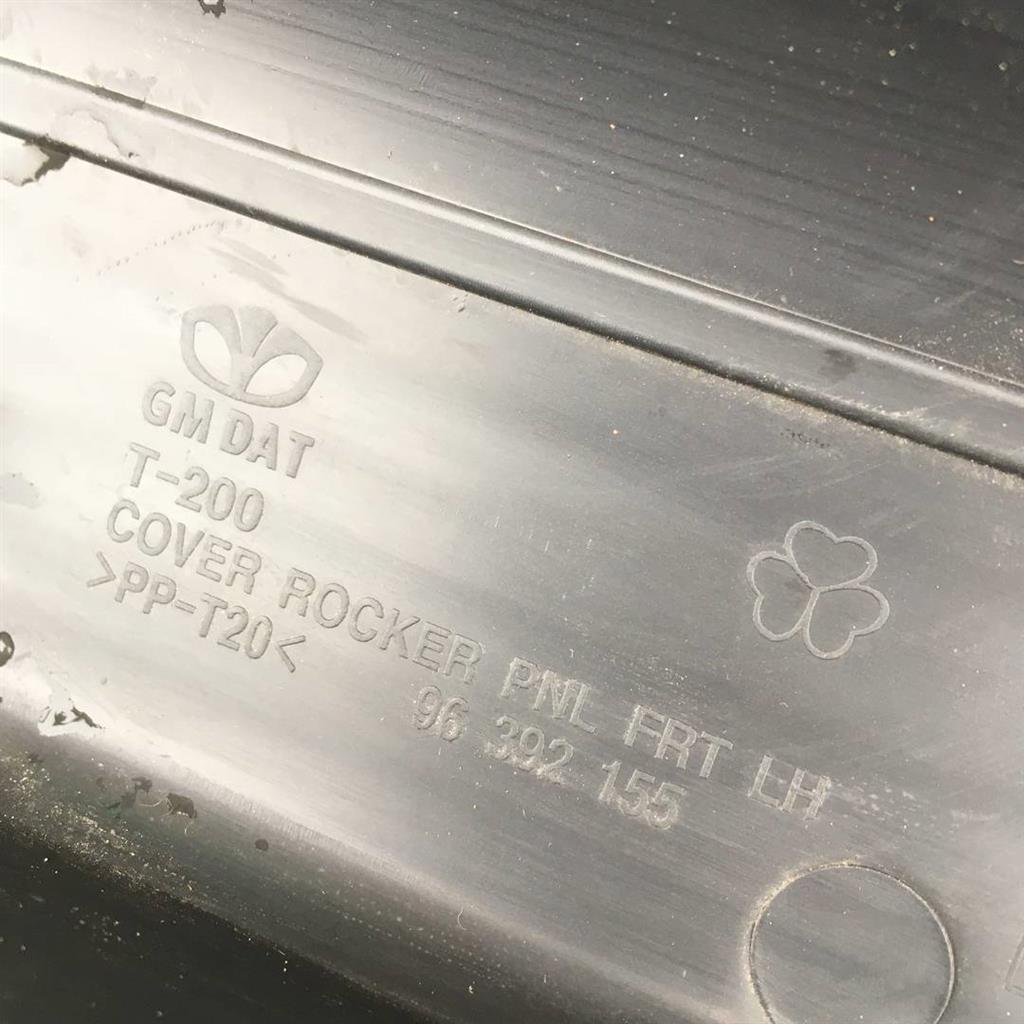 GM DAT
T-200
COVER ROCKER PNL FRT LH
>PP-T20<
96 392 155